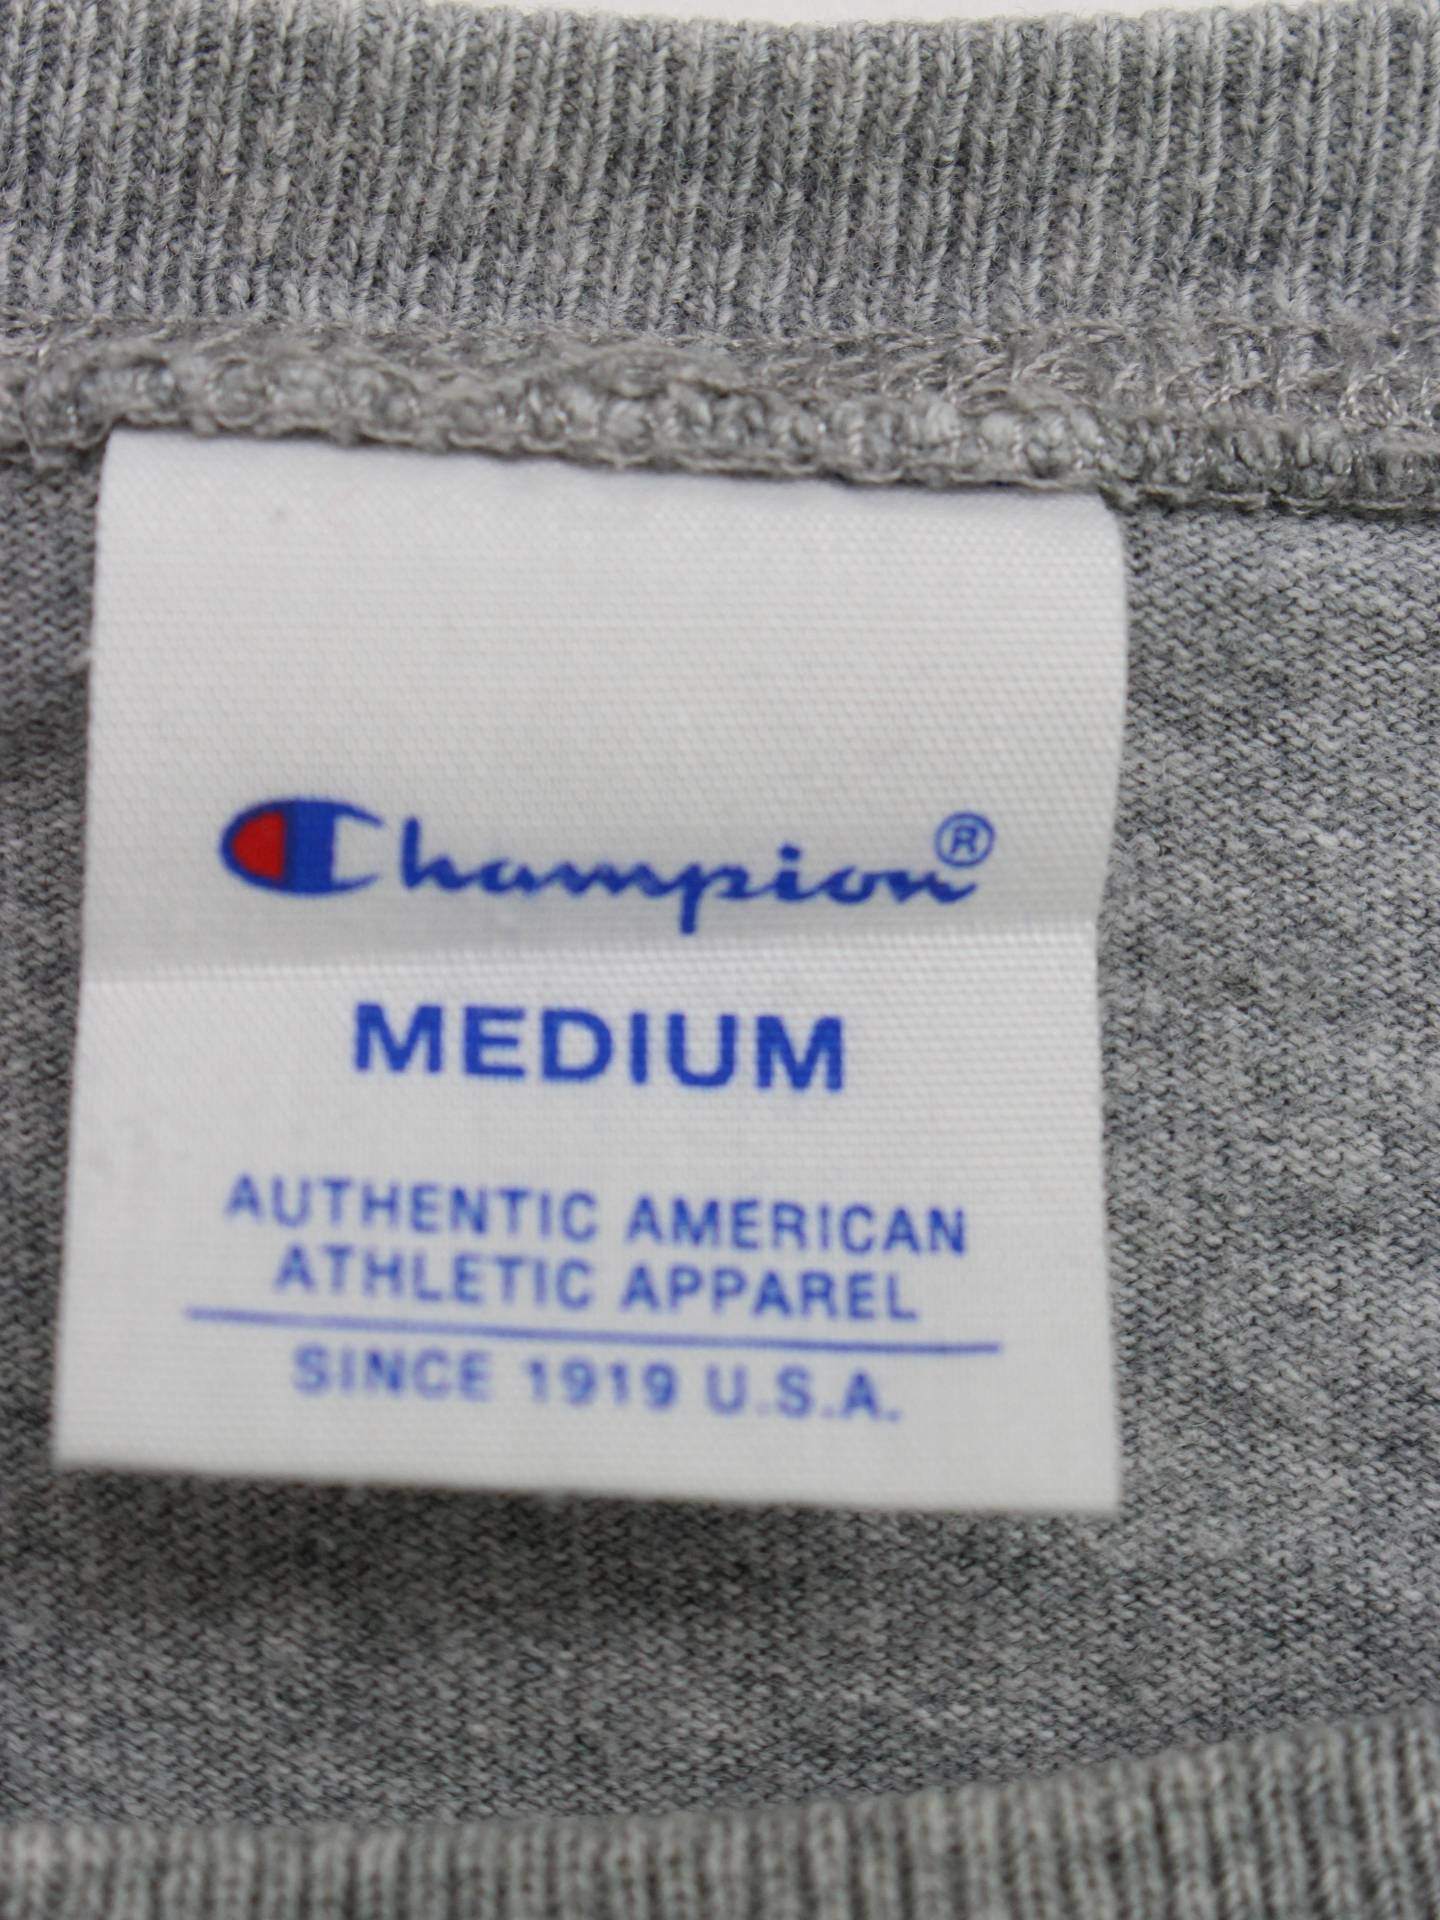 Champion®
MEDIUM
AUTHENTIC AMERICAN
ATHLETIC APPAREL
SINCE 1919 U.S.A.